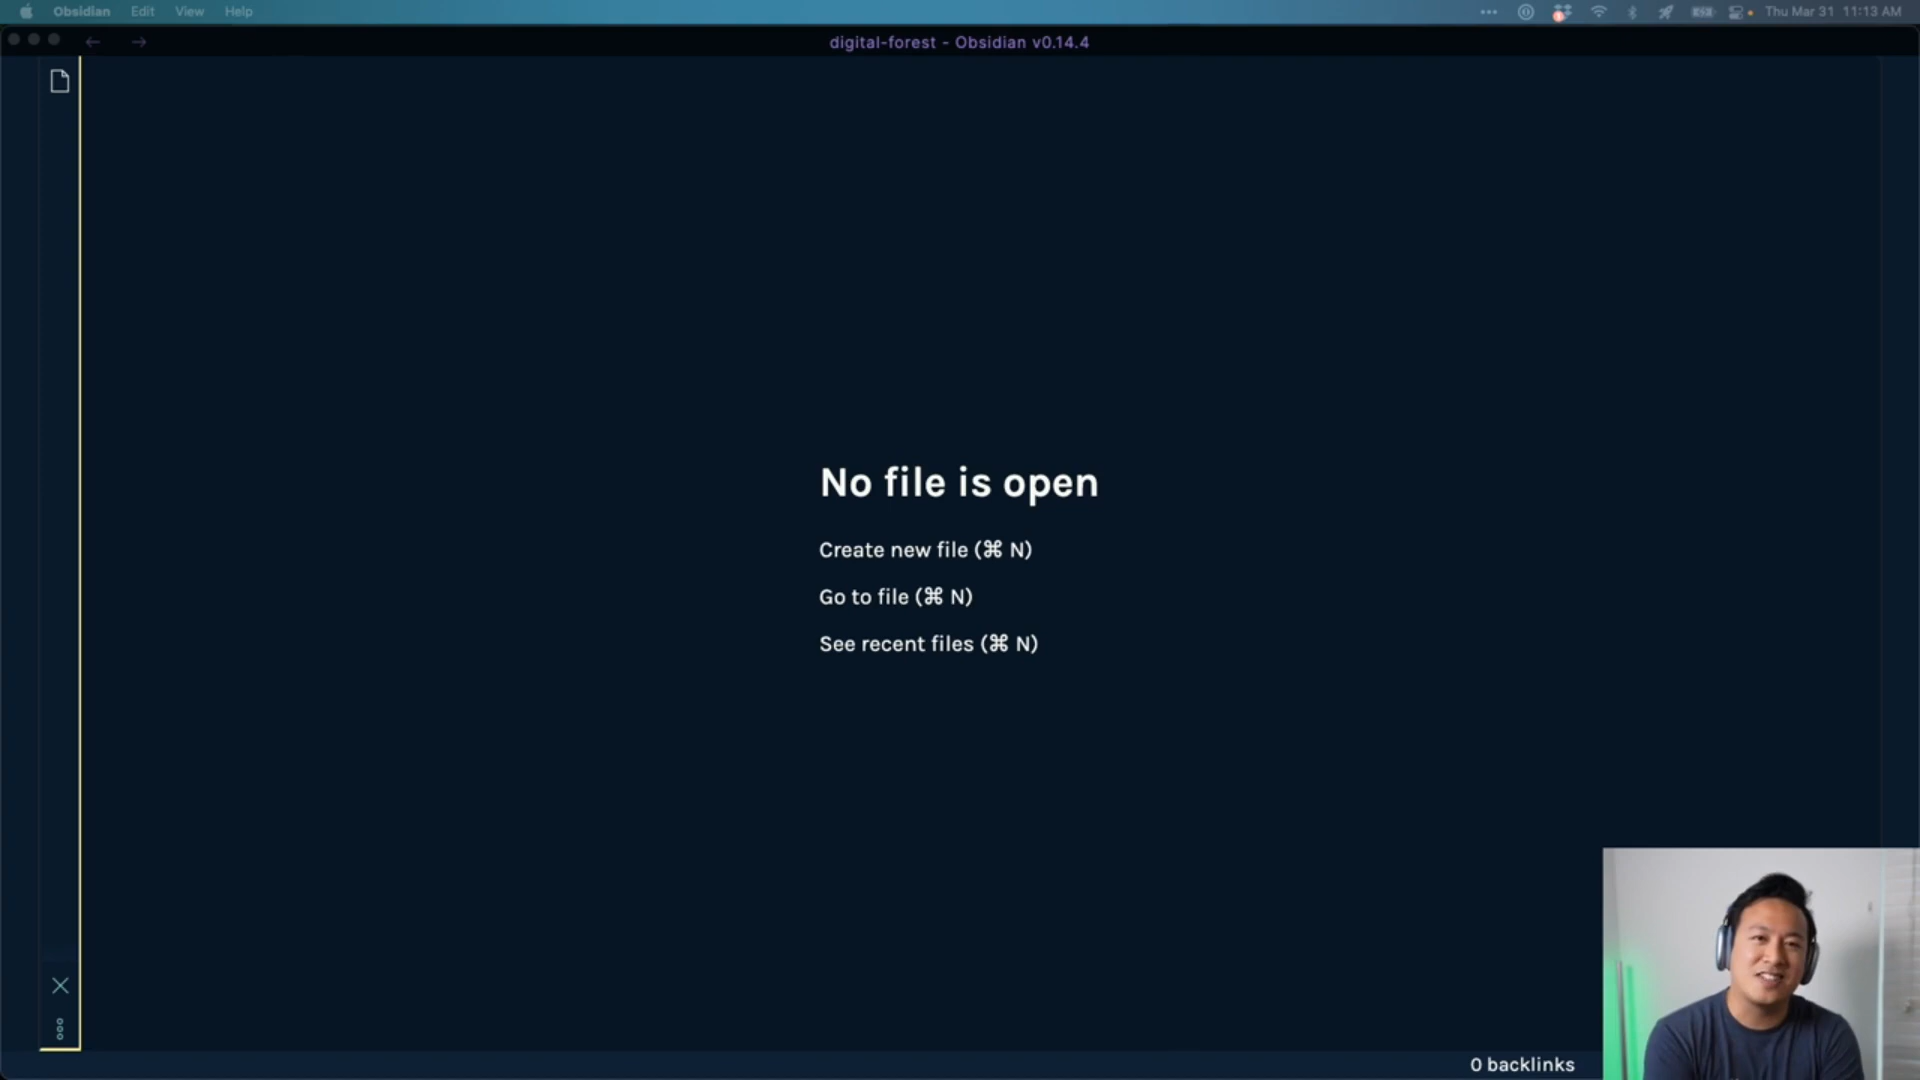 Obsidian Edit View Help Thu Mar 31 11:13 AM
digital-forest - Obsidian v0.14.4
No file is open
Create new file (⌘ N)
Go to file (⌘ N)
See recent files (⌘ N)
0 backlinks